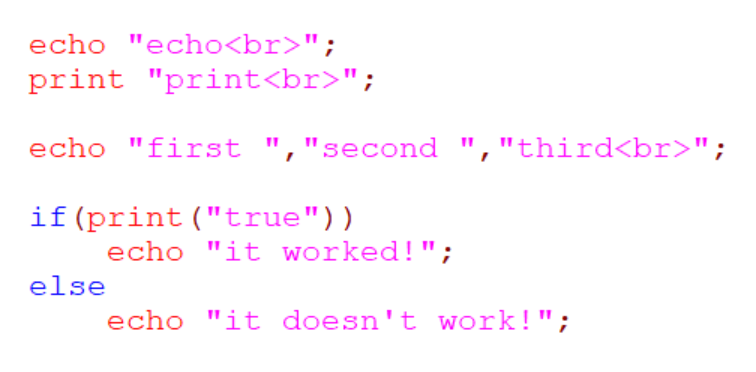 echo "echo<br>";
print "print<br>";
echo "first ","second ","third<br>";
if(print("true"))
echo "it worked!";
else
echo "it doesn't work!";